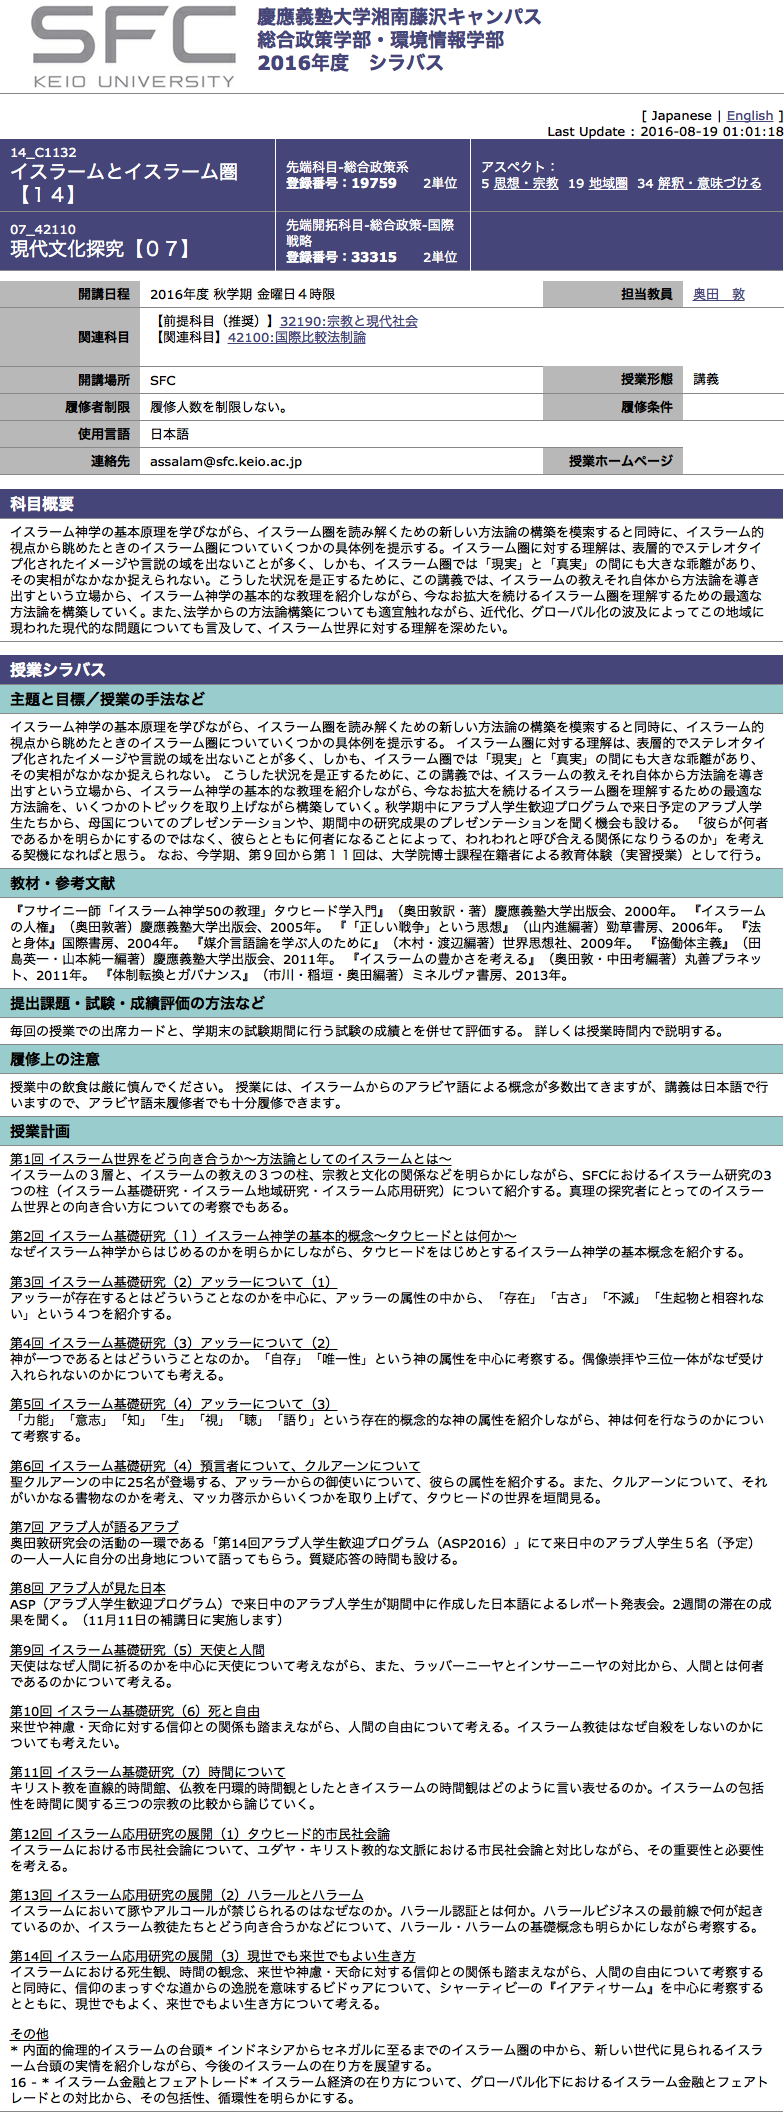 SFC
KEIO UNIVERSITY
慶應義塾大学湘南藤沢キャンパス
総合政策学部・環境情報学部
2016年度　シラバス
[ Japanese | English ]
Last Update : 2016-08-19 01:01:18
14_C1132
イスラームとイスラーム圏
【１４】
先端科目-総合政策系
登録番号：19759　　2単位
アスペクト：
5 思想・宗教　19 地域圏　34 解釈・意味づける
07_42110
現代文化探究【０７】
先端開拓科目-総合政策-国際
戦略
登録番号：33315　　2単位
開講日程　2016年度 秋学期 金曜日４時限　担当教員　奥田　敦
関連科目
【前提科目（推奨）】32190:宗教と現代社会
【関連科目】42100:国際比較法制論
開講場所　SFC　授業形態　講義
履修者制限　履修人数を制限しない。　履修条件
使用言語　日本語
連絡先　assalam@sfc.keio.ac.jp　授業ホームページ
科目概要
イスラーム神学の基本原理を学びながら、イスラーム圏を読み解くための新しい方法論の構築を模索すると同時に、イスラーム的
視点から眺めたときのイスラーム圏についていくつかの具体例を提示する。イスラーム圏に対する理解は、表層的でステレオタイ
プ化されたイメージや言説の域を出ないことが多く、しかも、イスラーム圏では「現実」と「真実」の間にも大きな乖離があり、
その実相がなかなか捉えられない。こうした状況を是正するために、この講義では、イスラームの教えそれ自体から方法論を導き
出すという立場から、イスラーム神学の基本的な教理を紹介しながら、今なお拡大を続けるイスラーム圏を理解するための最適な
方法論を構築していく。また、法学からの方法論構築についても適宜触れながら、近代化、グローバル化の波及によってこの地域に
現われた現代的な問題についても言及して、イスラーム世界に対する理解を深めたい。
授業シラバス
主題と目標／授業の手法など
イスラーム神学の基本原理を学びながら、イスラーム圏を読み解くための新しい方法論の構築を模索すると同時に、イスラーム的
視点から眺めたときのイスラーム圏についていくつかの具体例を提示する。 イスラーム圏に対する理解は、表層的でステレオタイ
プ化されたイメージや言説の域を出ないことが多く、しかも、イスラーム圏では「現実」と「真実」の間にも大きな乖離があり、
その実相がなかなか捉えられない。 こうした状況を是正するために、この講義では、イスラームの教えそれ自体から方法論を導き
出すという立場から、イスラーム神学の基本的な教理を紹介しながら、今なお拡大を続けるイスラーム圏を理解するための最適な
方法論を、いくつかのトピックを取り上げながら構築していく。秋学期中にアラブ人学生歓迎プログラムで来日予定のアラブ人学
生たちから、母国についてのプレゼンテーションや、期間中の研究成果のプレゼンテーションを聞く機会も設ける。 「彼らが何者
であるかを明らかにするのではなく、彼らとともに何者になることによって、われわれと呼び合える関係になりうるのか」を考え
る契機になればと思う。 なお、今学期、第９回から第１１回は、大学院博士課程在籍者による教育体験（実習授業）として行う。
教材・参考文献
『フサイニー師「イスラーム神学50の教理」タウヒード学入門』（奥田敦訳・著）慶應義塾大学出版会、2000年。 『イスラーム
の人権』（奥田敦著）慶應義塾大学出版会、2005年。 『「正しい戦争」という思想』（山内進編著）勁草書房、2006年。 『法
と身体』国際書房、2004年。 『媒介言語論を学ぶ人のために』（木村・渡辺編著）世界思想社、2009年。 『協働体主義』（田
島英一・山本純一編著）慶應義塾大学出版会、2011年。 『イスラームの豊かさを考える』（奥田敦・中田考編著）丸善プラネッ
ト、2011年。 『体制転換とガバナンス』（市川・稲垣・奥田編著）ミネルヴァ書房、2013年。
提出課題・試験・成績評価の方法など
毎回の授業での出席カードと、学期末の試験期間に行う試験の成績とを併せて評価する。 詳しくは授業時間内で説明する。
履修上の注意
授業中の飲食は厳に慎んでください。 授業には、イスラームからのアラビヤ語による概念が多数出てきますが、講義は日本語で行
いますので、アラビヤ語未履修者でも十分履修できます。
授業計画
第1回 イスラーム世界をどう向き合うか〜方法論としてのイスラームとは〜
イスラームの３層と、イスラームの教えの３つの柱、宗教と文化の関係などを明らかにしながら、SFCにおけるイスラーム研究の3
つの柱（イスラーム基礎研究・イスラーム地域研究・イスラーム応用研究）について紹介する。真理の探究者にとってのイスラー
ム世界との向き合い方についての考察でもある。
第2回 イスラーム基礎研究（１）イスラーム神学の基本的概念〜タウヒードとは何か〜
なぜイスラーム神学からはじめるのかを明らかにしながら、タウヒードをはじめとするイスラーム神学の基本概念を紹介する。
第3回 イスラーム基礎研究（2）アッラーについて（1）
アッラーが存在するとはどういうことなのかを中心に、アッラーの属性の中から、「存在」「古さ」「不滅」「生起物と相容れな
い」という４つを紹介する。
第4回 イスラーム基礎研究（3）アッラーについて（2）
神が一つであるとはどういうことなのか。「自存」「唯一性」という神の属性を中心に考察する。偶像崇拝や三位一体がなぜ受け
入れられないのかについても考える。
第5回 イスラーム基礎研究（4）アッラーについて（3）
「力能」「意志」「知」「生」「視」「聴」「語り」という存在的概念的な神の属性を紹介しながら、神は何を行なうのかについ
て考察する。
第6回 イスラーム基礎研究（4）預言者について、クルアーンについて
聖クルアーンの中に25名が登場する、アッラーからの御使いについて、彼らの属性を紹介する。また、クルアーンについて、それ
がいかなる書物なのかを考え、マッカ啓示からいくつかを取り上げて、タウヒードの世界を垣間見る。
第7回 アラブ人が語るアラブ
奥田敦研究会の活動の一環である「第14回アラブ人学生歓迎プログラム（ASP2016）」にて来日中のアラブ人学生５名（予定）
の一人一人に自分の出身地について語ってもらう。質疑応答の時間も設ける。
第8回 アラブ人が見た日本
ASP（アラブ人学生歓迎プログラム）で来日中のアラブ人学生が期間中に作成した日本語によるレポート発表会。2週間の滞在の成
果を聞く。（11月11日の補講日に実施します）
第9回 イスラーム基礎研究（5）天使と人間
天使はなぜ人間に祈るのかを中心に天使について考えながら、また、ラッバーニーヤとインサーニーヤの対比から、人間とは何者
であるのかについて考える。
第10回 イスラーム基礎研究（6）死と自由
来世や神慮・天命に対する信仰との関係も踏まえながら、人間の自由について考える。イスラーム教徒はなぜ自殺をしないのかに
ついても考えたい。
第11回 イスラーム基礎研究（7）時間について
キリスト教を直線的時間館、仏教を円環的時間観としたときイスラームの時間観はどのように言い表せるのか。イスラームの包括
性を時間に関する三つの宗教の比較から論じていく。
第12回 イスラーム応用研究の展開（1）タウヒード的市民社会論
イスラームにおける市民社会論について、ユダヤ・キリスト教的な文脈における市民社会論と対比しながら、その重要性と必要性
を考える。
第13回 イスラーム応用研究の展開（2）ハラールとハラーム
イスラームにおいて豚やアルコールが禁じられるのはなぜなのか。ハラール認証とは何か。ハラールビジネスの最前線で何が起き
ているのか、イスラーム教徒たちとどう向き合うかなどについて、ハラール・ハラームの基礎概念も明らかにしながら考察する。
第14回 イスラーム応用研究の展開（3）現世でも来世でもよい生き方
イスラームにおける死生観、時間の観念、来世や神慮・天命に対する信仰との関係も踏まえながら、人間の自由について考察する
と同時に、信仰のまっすぐな道からの逸脱を意味するビドゥアについて、シャーティビーの『イアティサーム』を中心に考察する
とともに、現世でもよく、来世でもよい生き方について考える。
その他
* 内面的倫理的イスラームの台頭* インドネシアからセネガルに至るまでのイスラーム圏の中から、新しい世代に見られるイスラ
ーム台頭の実情を紹介しながら、今後のイスラームの在り方を展望する。
16 - * イスラーム金融とフェアトレード* イスラーム経済の在り方について、グローバル化下におけるイスラーム金融とフェアト
レードとの対比から、その包括性、循環性を明らかにする。